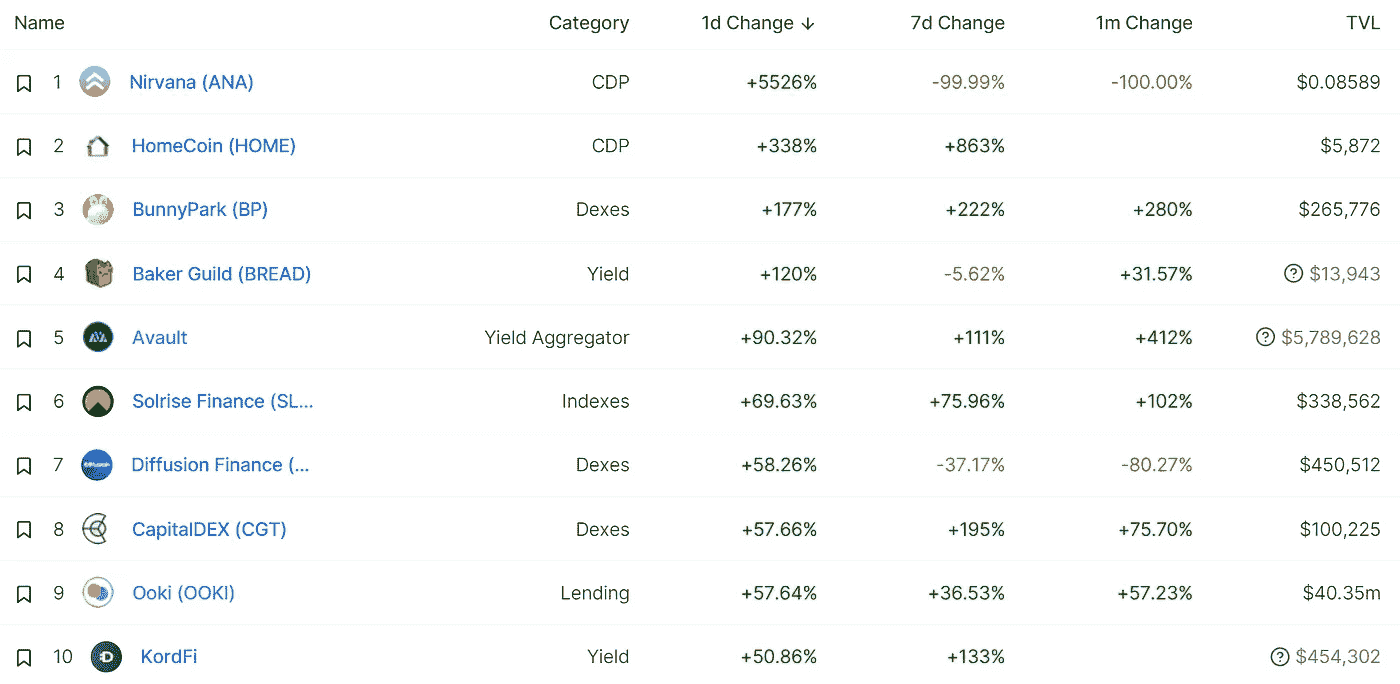 Name Category 1d Change ↓ 7d Change 1m Change TVL
1 Nirvana (ANA) CDP +5526% -99.99% -100.00% $0.08589
2 HomeCoin (HOME) CDP +338% +863% $5,872
3 BunnyPark (BP) Dexes +177% +222% +280% $265,776
4 Baker Guild (BREAD) Yield +120% -5.62% +31.57% ? $13,943
5 Avault Yield Aggregator +90.32% +111% +412% ? $5,789,628
6 Solrise Finance (SL... Indexes +69.63% +75.96% +102% $338,562
7 Diffusion Finance (... Dexes +58.26% -37.17% -80.27% $450,512
8 CapitalDEX (CGT) Dexes +57.66% +195% +75.70% $100,225
9 Ooki (OOKI) Lending +57.64% +36.53% +57.23% $40.35m
10 KordFi Yield +50.86% +133% ? $454,302